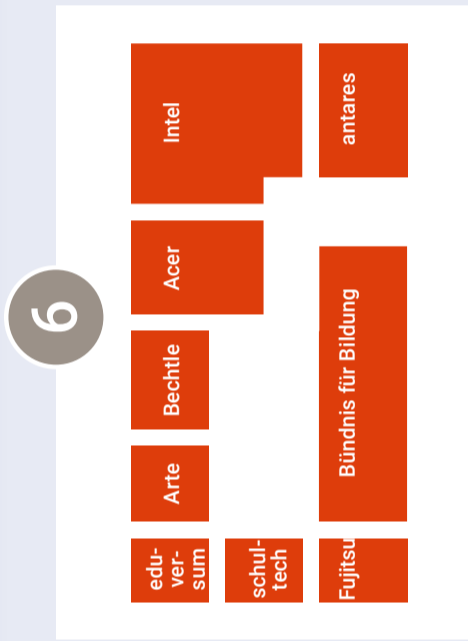 6
edu-
ver-
sum
Arte
Bechtle
Acer
Intel
schul-
tech
Fujitsu
Bündnis für Bildung
antares